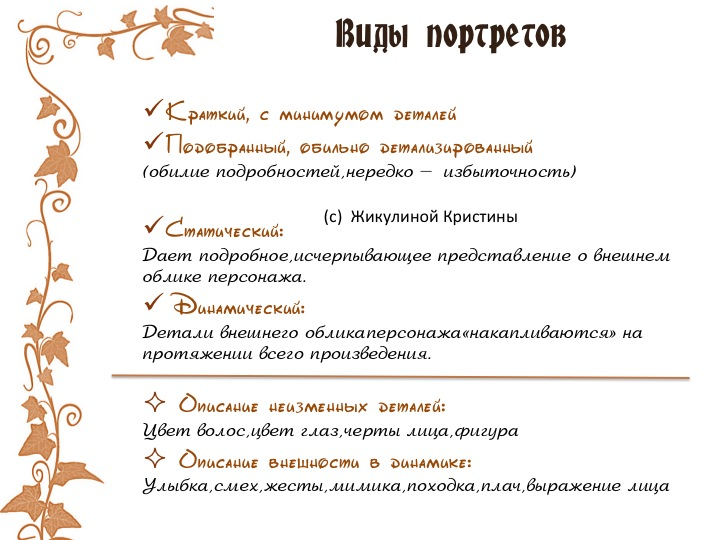 Виды портретов
✓Краткий, с минимумом деталей
✓Подобранный, обильно детализированный
(обилие подробностей,нередко – избыточность)
(с) Жикулиной Кристины
✓Статический:
Дает подробное,исчерпывающее представление о внешнем
облике персонажа.
✓ Динамический:
Детали внешнего обликаперсонажа«накапливаются» на
протяжении всего произведения.
✧ Описание неизменных деталей:
Цвет волос,цвет глаз,черты лица,фигура
✧ Описание внешности в динамике:
Улыбка,смех,жесты,мимика,походка,плач,выражение лица